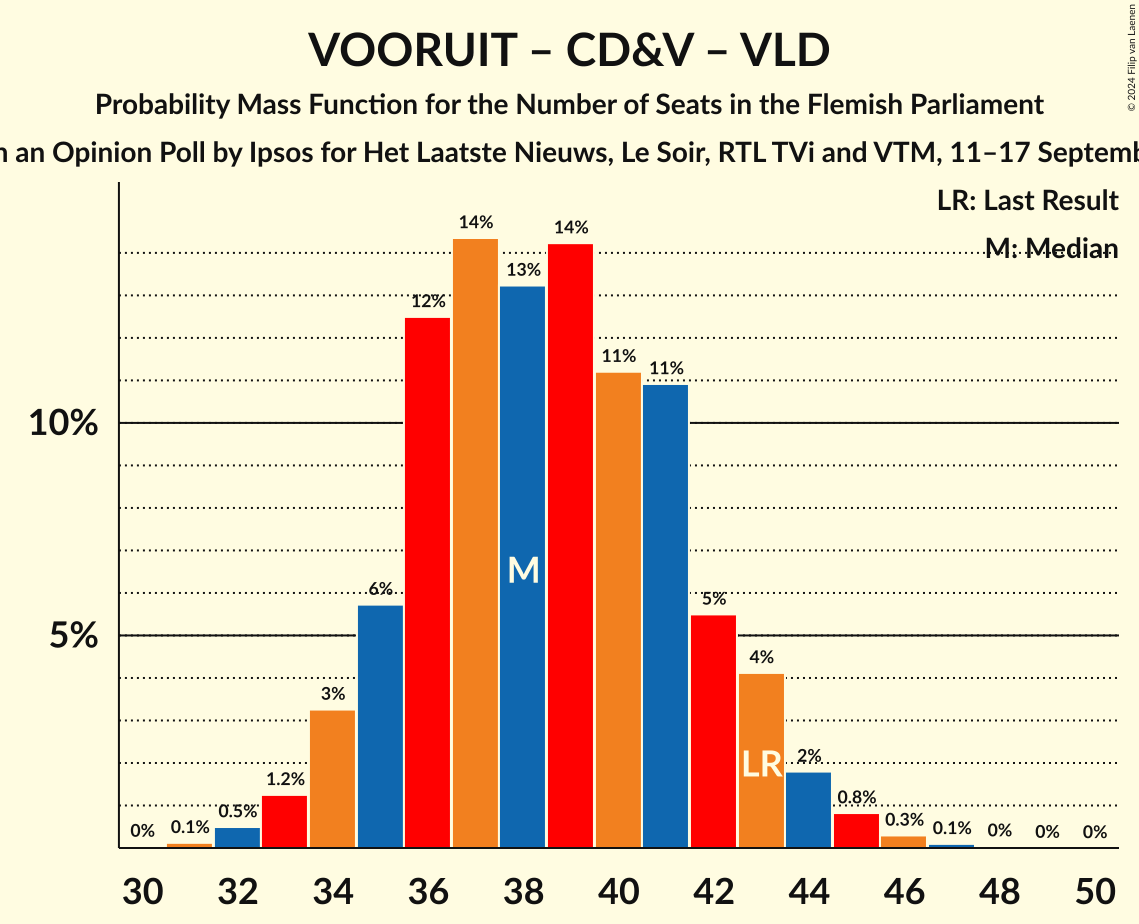 © 2024 Filip van Laenen
VOORUIT – CD&V – VLD
Probability Mass Function for the Number of Seats in the Flemish Parliament
an Opinion Poll by Ipsos for Het Laatste Nieuws, Le Soir, RTL TVi and VTM, 11–17
LR: Last Result
M: Median
14%
14%
13%
12%
11%
11%
10%
M
6%
5%
5%
4%
3%
LR
2%
1.2%
0.8%
0.5%
0.3%
0% 0.1% 0.1% 0% 0% 0%
30 32 34 36 38 40 42 44 46 48 50